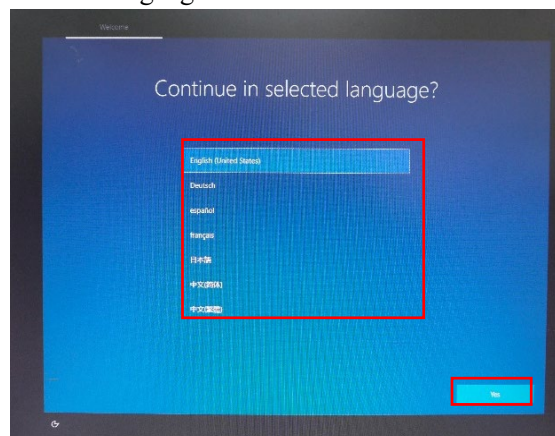 Welcome
Continue in selected language?
English (United States)
Deutsch
español
français
日本語
中文(简体)
中文(繁體)
Yes